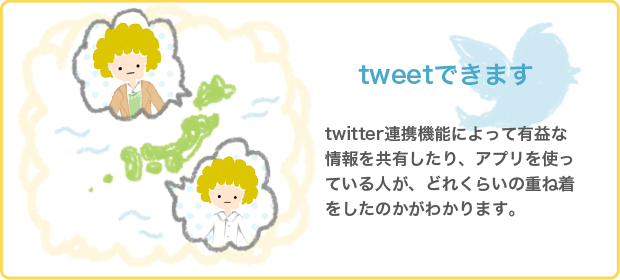 tweetできます
twitter連携機能によって有益な
情報を共有したり、アプリを使っ
ている人が、どれくらいの重ね着
をしたのかがわかります。